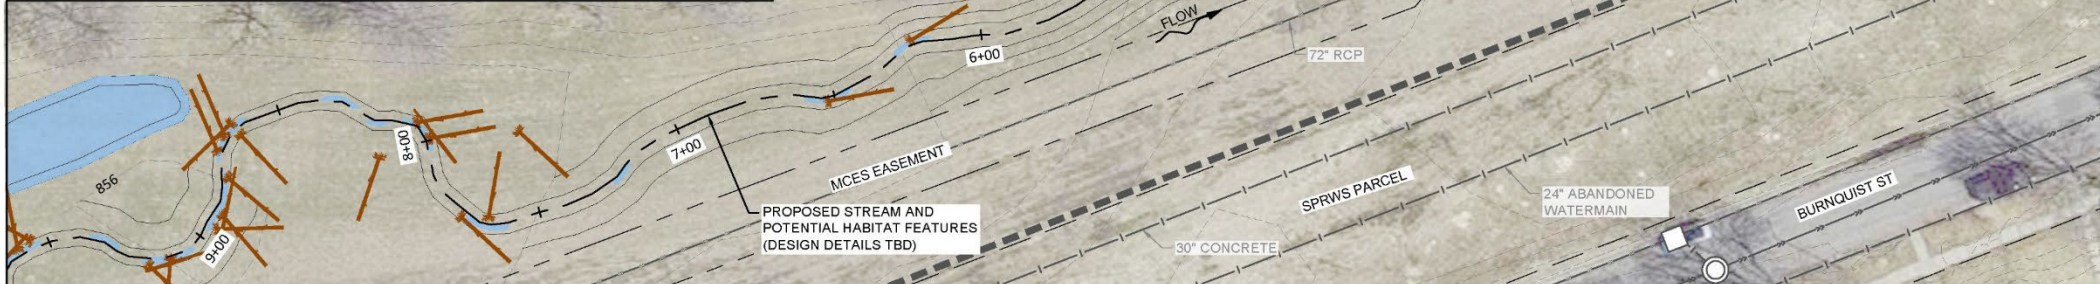 FLOW
6+00
72" RCP
8+00
7+00
MCES EASEMENT
856
SPRWS PARCEL
24" ABANDONED
WATERMAIN
BURNQUIST ST
PROPOSED STREAM AND
POTENTIAL HABITAT FEATURES
(DESIGN DETAILS TBD)
9+00
30" CONCRETE